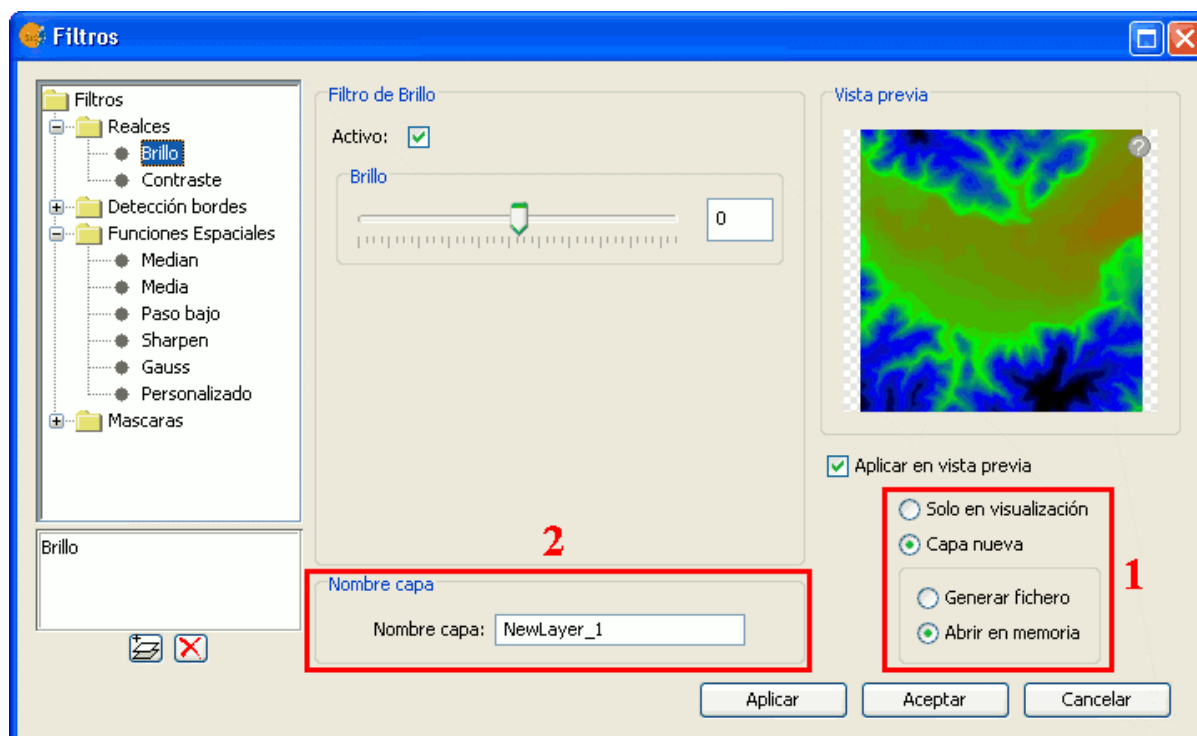 Filtros
Filtros
Realces
Brillo
Contraste
Detección bordes
Funciones Espaciales
Median
Media
Paso bajo
Sharpen
Gauss
Personalizado
Mascaras
Brillo
Filtro de Brillo
Activo:
Brillo
0
2
Nombre capa
Nombre capa: NewLayer_1
Vista previa
?
Aplicar en vista previa
Solo en visualización
Capa nueva
1
Generar fichero
Abrir en memoria
Aplicar
Aceptar
Cancelar